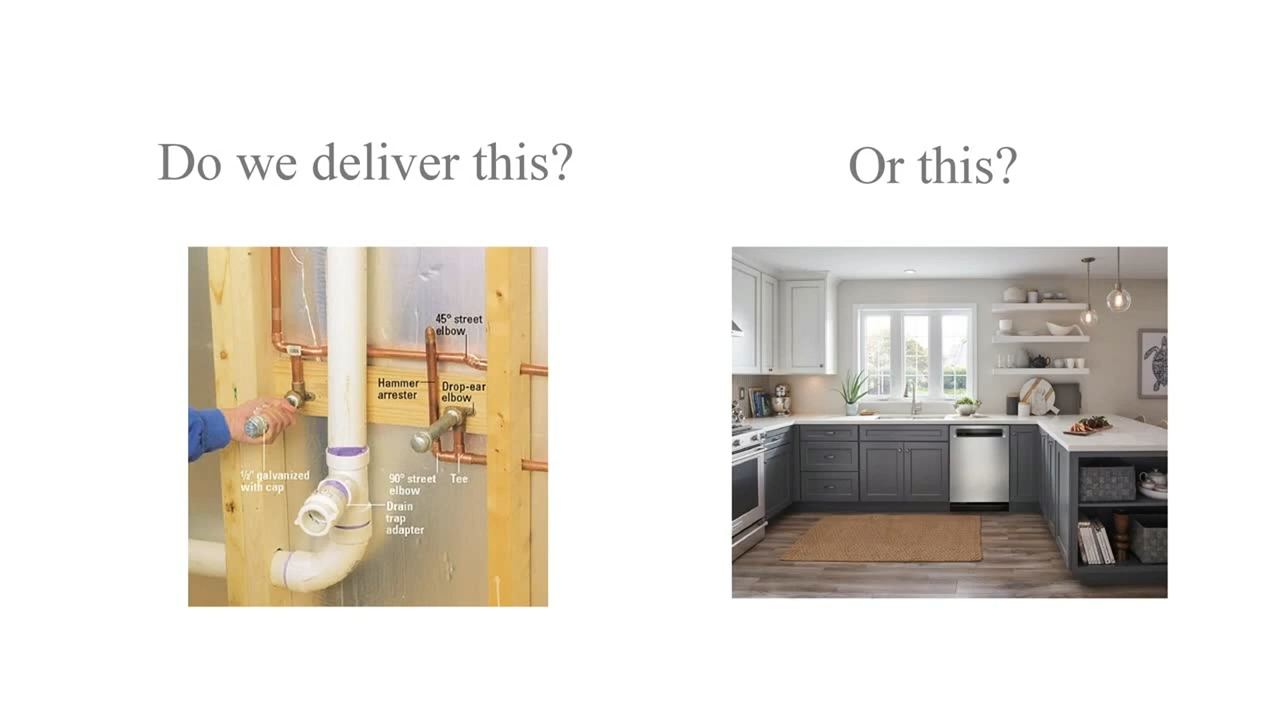 Do we deliver this?
Or this?
45° street
elbow
Hammer
arrester
Drop-ear
elbow
½" galvanized
with cap
90° street
elbow
Tee
Drain
trap
adapter